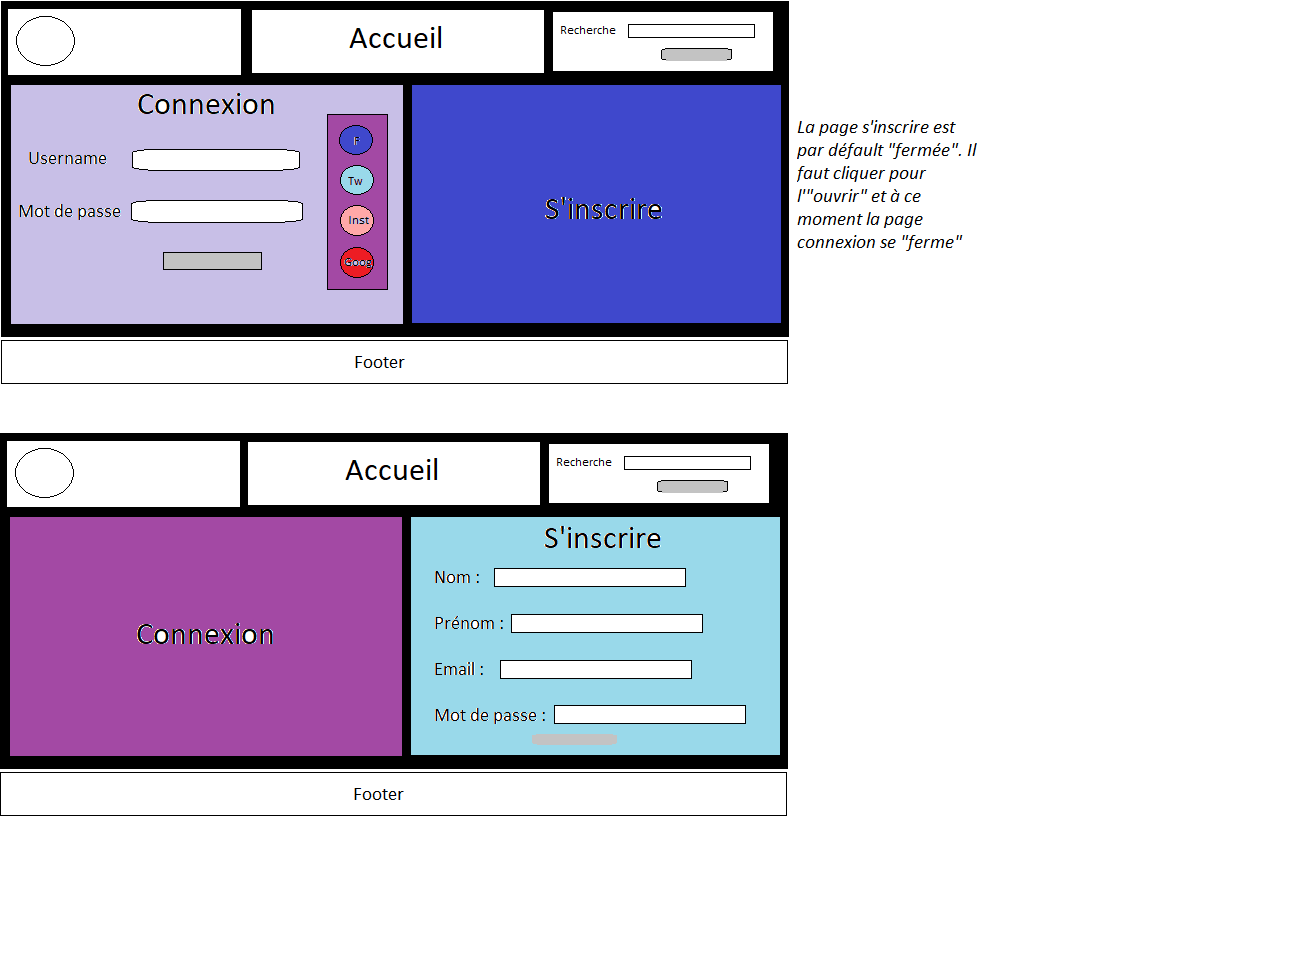 Accueil
Recherche
Connexion
Username
Mot de passe
Tw
Inst
Goog
S'inscrire
La page s'inscrire est
par défault "fermée". Il
faut cliquer pour
l'"ouvrir" et à ce
moment la page
connexion se "ferme"
Footer
Accueil
Recherche
Connexion
S'inscrire
Nom :
Prénom :
Email :
Mot de passe :
Footer